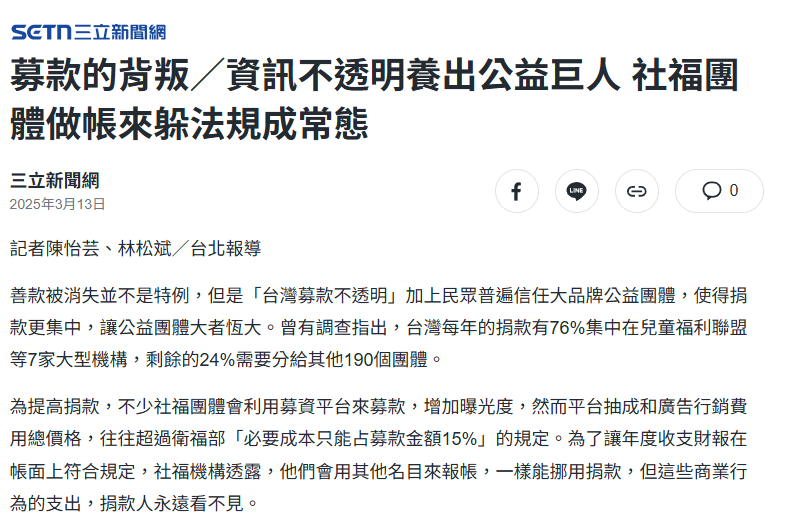 SETN三立新聞網
募款的背叛／資訊不透明養出公益巨人 社福團
體做帳來躲法規成常態
三立新聞網
2025年3月13日
LINE
0
記者陳怡芸、林松斌／台北報導
善款被消失並不是特例，但是「台灣募款不透明」加上民眾普遍信任大品牌公益團體，使得捐
款更集中，讓公益團體大者恆大。曾有調查指出，台灣每年的捐款有76%集中在兒童福利聯盟
等7家大型機構，剩餘的24%需要分給其他190個團體。
為提高捐款，不少社福團體會利用募資平台來募款，增加曝光度，然而平台抽成和廣告行銷費
用總價格，往往超過衛福部「必要成本只能占募款金額15%」的規定。為了讓年度收支財報在
帳面上符合規定，社福機構透露，他們會用其他名目來報帳，一樣能挪用捐款，但這些商業行
為的支出，捐款人永遠看不見。